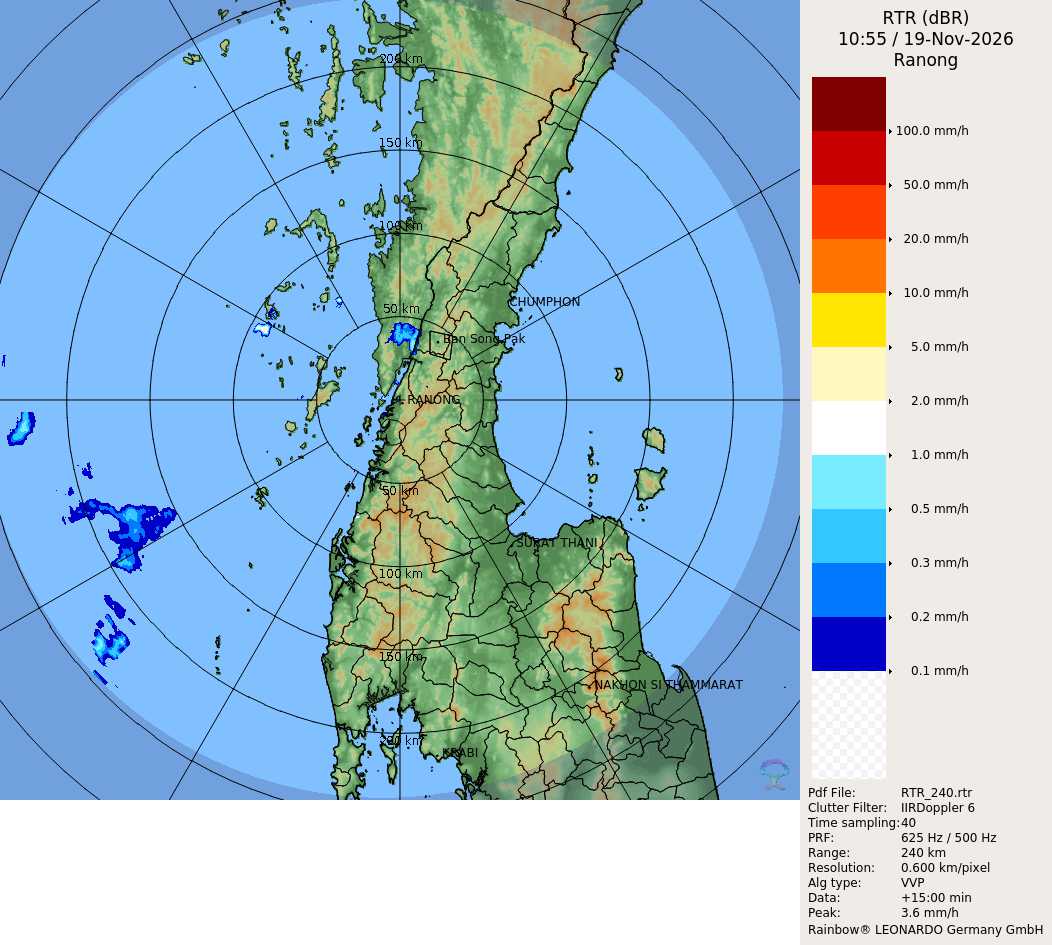 RTR (dBR)
10:55 / 19-Nov-2026
Ranong
100.0 mm/h
50.0 mm/h
20.0 mm/h
10.0 mm/h
5.0 mm/h
2.0 mm/h
1.0 mm/h
0.5 mm/h
0.3 mm/h
0.2 mm/h
0.1 mm/h
200 km
150 km
100 km
50 km
CHUMPHON
Ban Song Pak
RANONG
50 km
SURAT THANI
100 km
150 km
NAKHON SI THAMMARAT
200 km
KRABI
Pdf File: RTR_240.rtr
Clutter Filter: IIRDoppler 6
Time sampling: 40
PRF: 625 Hz / 500 Hz
Range: 240 km
Resolution: 0.600 km/pixel
Alg type: VVP
Data: +15:00 min
Peak: 3.6 mm/h
Rainbow® LEONARDO Germany GmbH